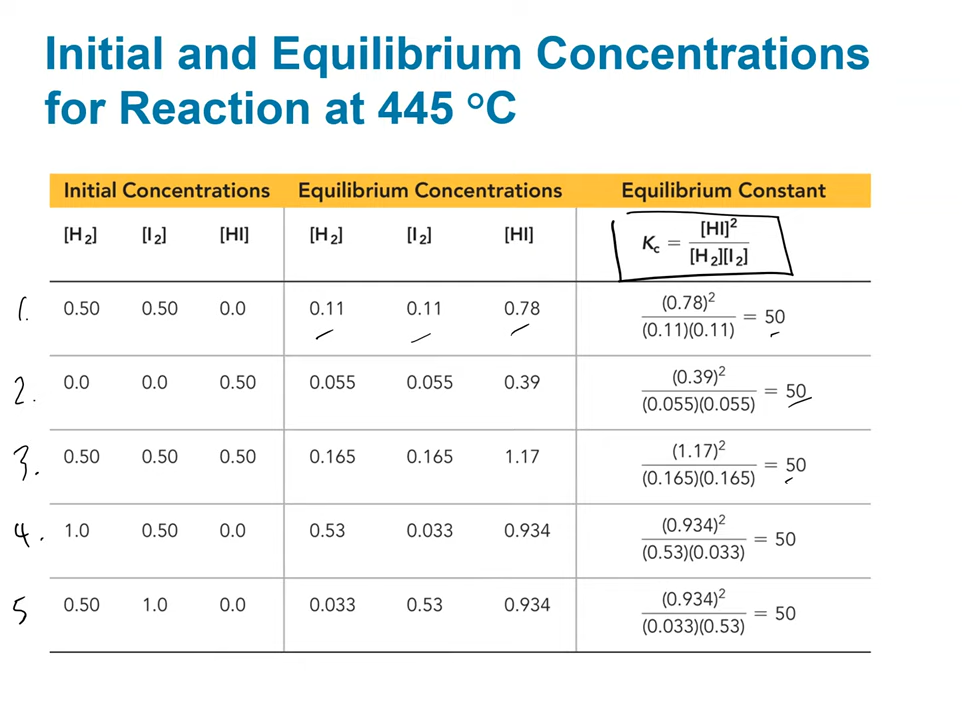 Initial and Equilibrium Concentrations
for Reaction at 445 °C
Initial Concentrations Equilibrium Concentrations Equilibrium Constant
[H₂] [I₂] [HI] [H₂] [I₂] [HI] Kc = [HI]² / [H₂][I₂]
1. 0.50 0.50 0.0 0.11 0.11 0.78 (0.78)² / (0.11)(0.11) = 50
2. 0.0 0.0 0.50 0.055 0.055 0.39 (0.39)² / (0.055)(0.055) = 50
3. 0.50 0.50 0.50 0.165 0.165 1.17 (1.17)² / (0.165)(0.165) = 50
4. 1.0 0.50 0.0 0.53 0.033 0.934 (0.934)² / (0.53)(0.033) = 50
5 0.50 1.0 0.0 0.033 0.53 0.934 (0.934)² / (0.033)(0.53) = 50